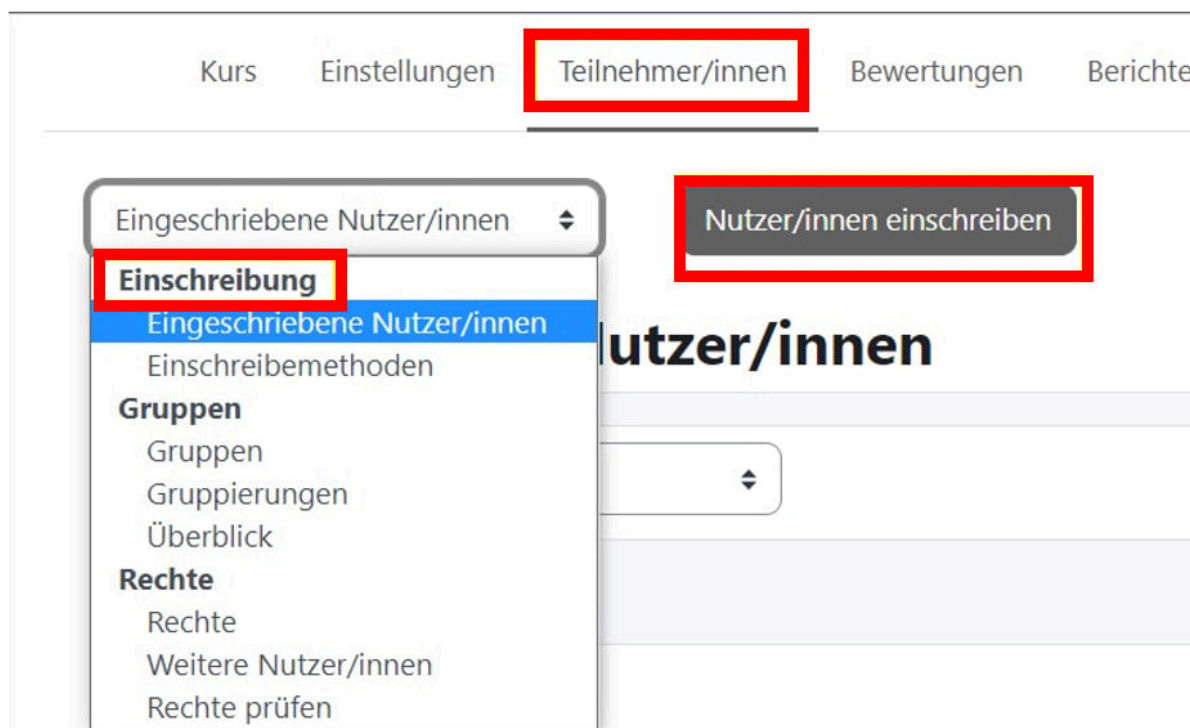 Kurs Einstellungen Teilnehmer/innen Bewertungen Berichte
Eingeschriebene Nutzer/innen Nutzer/innen einschreiben
Einschreibung
Eingeschriebene Nutzer/innen
utzer/innen
Einschreibemethoden
Gruppen
Gruppen
Gruppierungen
Überblick
Rechte
Rechte
Weitere Nutzer/innen
Rechte prüfen